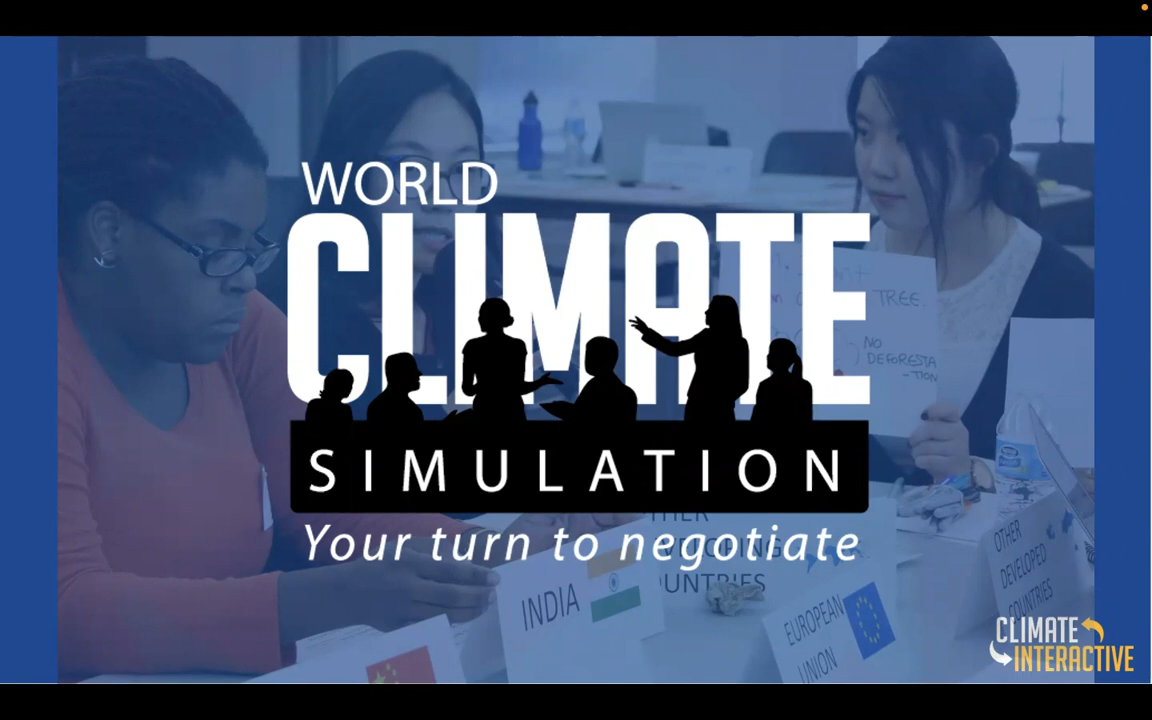 WORLD
CLIMATE
SIMULATION
Your turn to negotiate
TREE.
NO
DEFORESTA
-TION
INDIA
COUNTRIES
EUROPEAN
UNION
OTHER
DEVELOPED
COUNTRIES
CLIMATE
INTERACTIVE